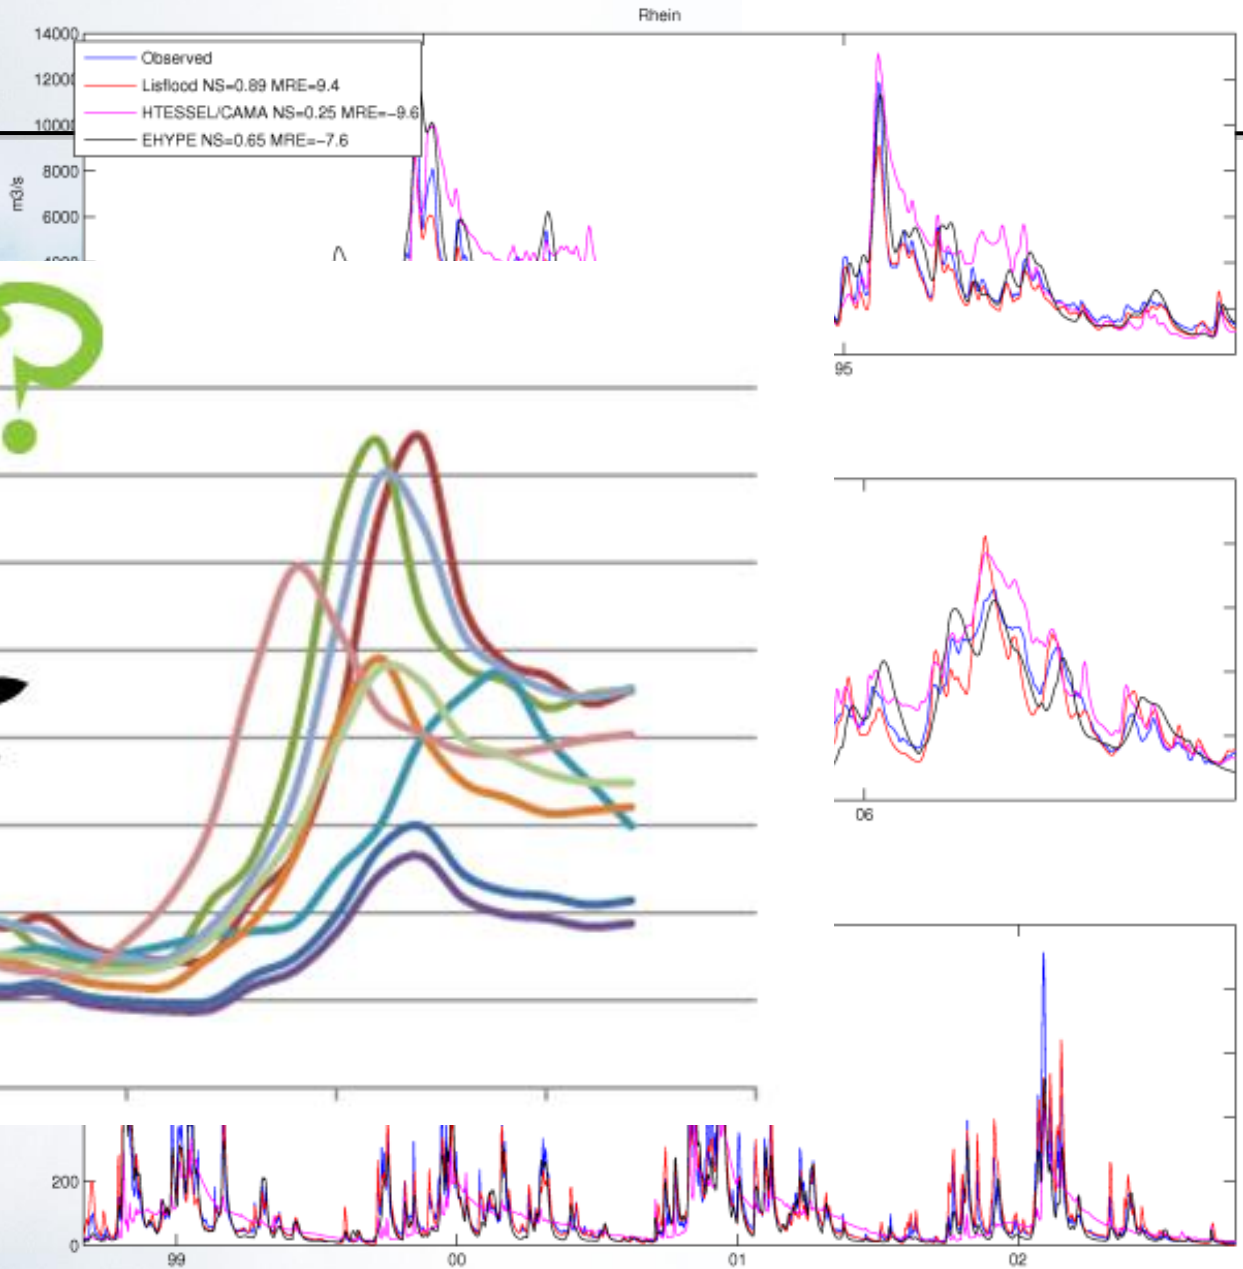 Rhein
14000
12000
10000
8000
6000
m3/s
Observed
Lisflood NS=0.89 MRE=9.4
HTESSEL/CAMA NS=0.25 MRE=−9.6
EHYPE NS=0.65 MRE=−7.6
95
?
06
200
0
99
00
01
02